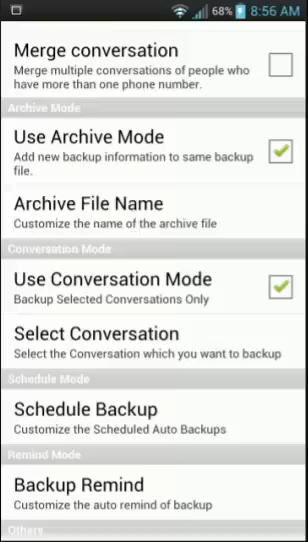 68% 8:56 AM
Merge conversation
Merge multiple conversations of people who
have more than one phone number.
Archive Mode
Use Archive Mode
Add new backup information to same backup
file.
Archive File Name
Customize the name of the archive file
Conversation Mode
Use Conversation Mode
Backup Selected Conversations Only
Select Conversation
Select the Conversation which you want to backup
Schedule Mode
Schedule Backup
Customize the Scheduled Auto Backups
Remind Mode
Backup Remind
Customize the auto remind of backup
Others